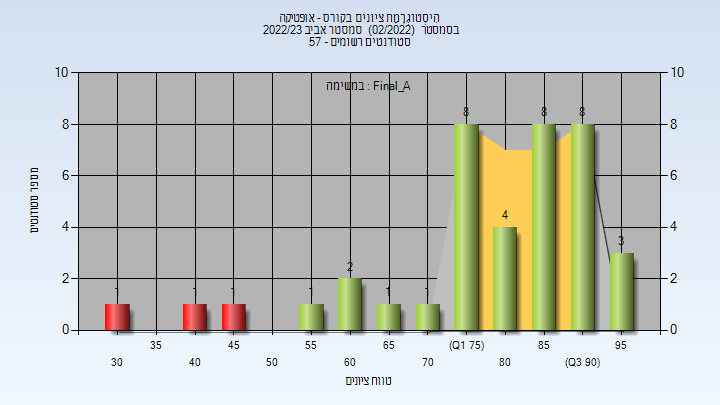 היסטוגרמת ציונים בקורס - אופטיקה
בסמסטר (02/2022) סמסטר אביב 2022/23
סטודנטים רשומים - 57
במשימה : Final_A
מספר סטודנטים
10 10
8 8
6 6
4 4
2 2
0 0
1 1 1 1 2 1 1 8 4 8 8 3
35 45 55 65 (Q1 75) 85 95
30 40 50 60 70 80 (Q3 90)
טווח ציונים